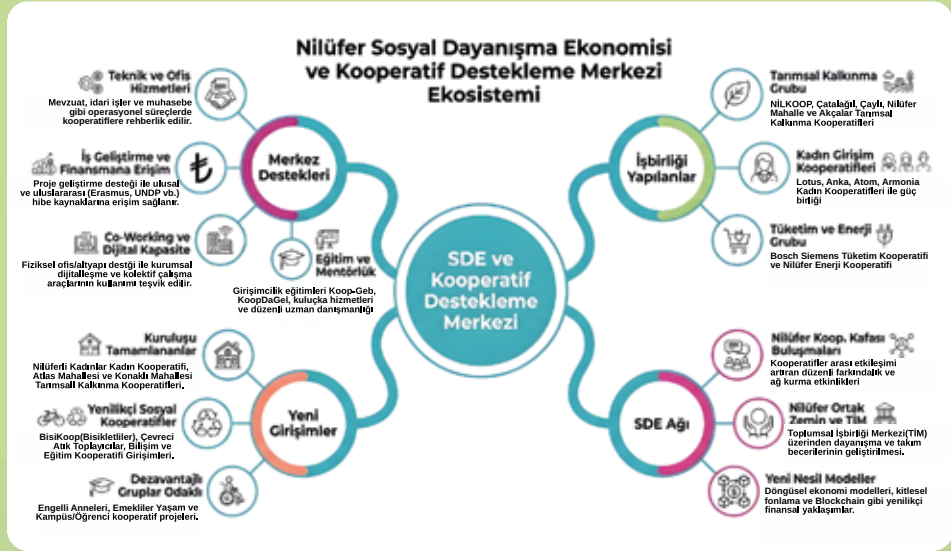 Nilüfer Sosyal Dayanışma Ekonomisi
ve Kooperatif Destekleme Merkezi
Ekosistemi
Teknik ve Ofis
Hizmetleri
Mevzuat, idari işler ve muhasebe
gibi operasyonel süreçlerde
kooperatiflere rehberlik edilir.
İş Geliştirme ve
Finansmana Erişim
Proje geliştirme desteği ile ulusal
ve uluslararası (Erasmus, UNDP vb.)
hibe kaynaklarına erişim sağlanır.
Co-Working ve
Dijital Kapasite
Fiziksel ofis/altyapı destği ile kurumsal
dijitalleşme ve kolektif çalışma
araçlarının kullanımı teşvik edilir.
Eğitim ve
Mentörlük
Girişimcilik eğitimleri Koop-Geb,
KoopDaGel, kuluçka hizmetleri
ve düzenli uzman danışmanlığı
Merkez
Destekleri
İşbirliği
Yapılanlar
Tarımsal Kalkınma
Grubu
NİLKOOP, Çatalağıl, Çaylı, Nilüfer
Mahalle ve Akçalar Tarımsal
Kalkınma Kooperatifleri
Kadın Girişim
Kooperatifleri
Lotus, Anka, Atom, Armonia
Kadın Kooperatifleri ile güç
birliği
Tüketim ve Enerji
Grubu
Bosch Siemens Tüketim Kooperatifi
ve Nilüfer Enerji Kooperatifi
SDE ve
Kooperatif
Destekleme
Merkezi
Kuruluşu
Tamamlananlar
Nilüferli Kadınlar Kadın Kooperatifi,
Atlas Mahallesi ve Konaklı Mahallesi
Tarımsall Kalkınma Kooperatifleri.
Yenilikçi Sosyal
Kooperatifler
BisiKoop(Bisikletliler), Çevreci
Atık Toplayıcılar, Bilişim ve
Eğitim Kooperatifi Girişimleri.
Dezavantajlı
Gruplar Odaklı
Engelli Anneleri, Emekliler Yaşam ve
Kampüs/Öğrenci kooperatif projeleri.
Yeni
Girişimler
SDE Ağı
Nilüfer Koop. Kafası
Buluşmaları
Kooperatifler arası etkileşimi
artıran düzenli farkındalık ve
ağ kurma etkinlikleri
Nilüfer Ortak
Zemin ve TİM
Toplumsal İşbirliği Merkezi(TİM)
üzerinden dayanışma ve takım
becerilerinin geliştirilmesi.
Yeni Nesil Modeller
Döngüsel ekonomi modelleri, kitlesel
fonlama ve Blockchain gibi yenilikçi
finansal yaklaşımlar.